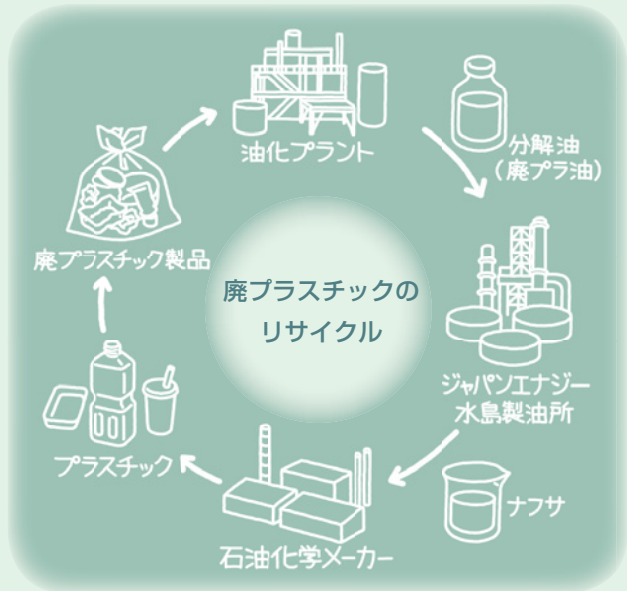 廃プラスチックの
リサイクル
油化プラント
分解油
（廃プラ油）
ジャパンエナジー
水島製油所
ナフサ
石油化学メーカー
プラスチック
廃プラスチック製品